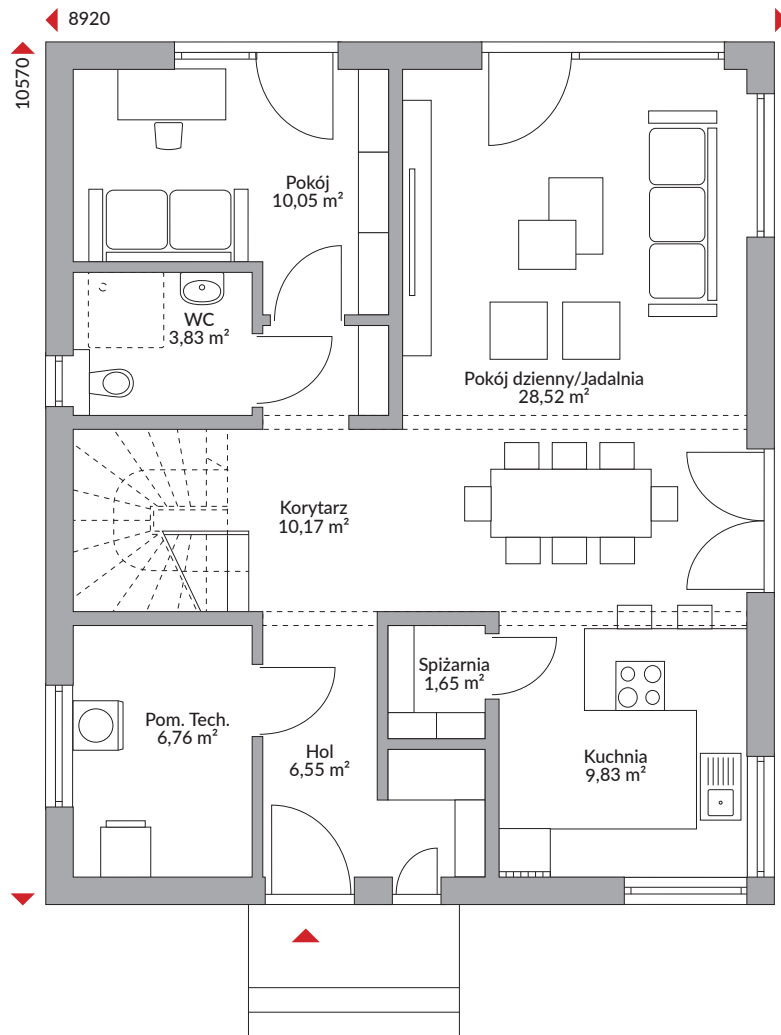 8920
10570
Pokój
10,05 m²
WC
3,83 m²
Pokój dzienny/Jadalnia
28,52 m²
Korytarz
10,17 m²
Spiżarnia
1,65 m²
Pom. Tech.
6,76 m²
Hol
6,55 m²
Kuchnia
9,83 m²